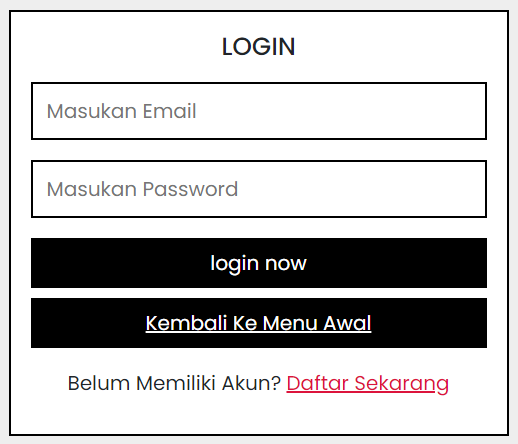 LOGIN
Masukan Email
Masukan Password
login now
Kembali Ke Menu Awal
Belum Memiliki Akun? Daftar Sekarang